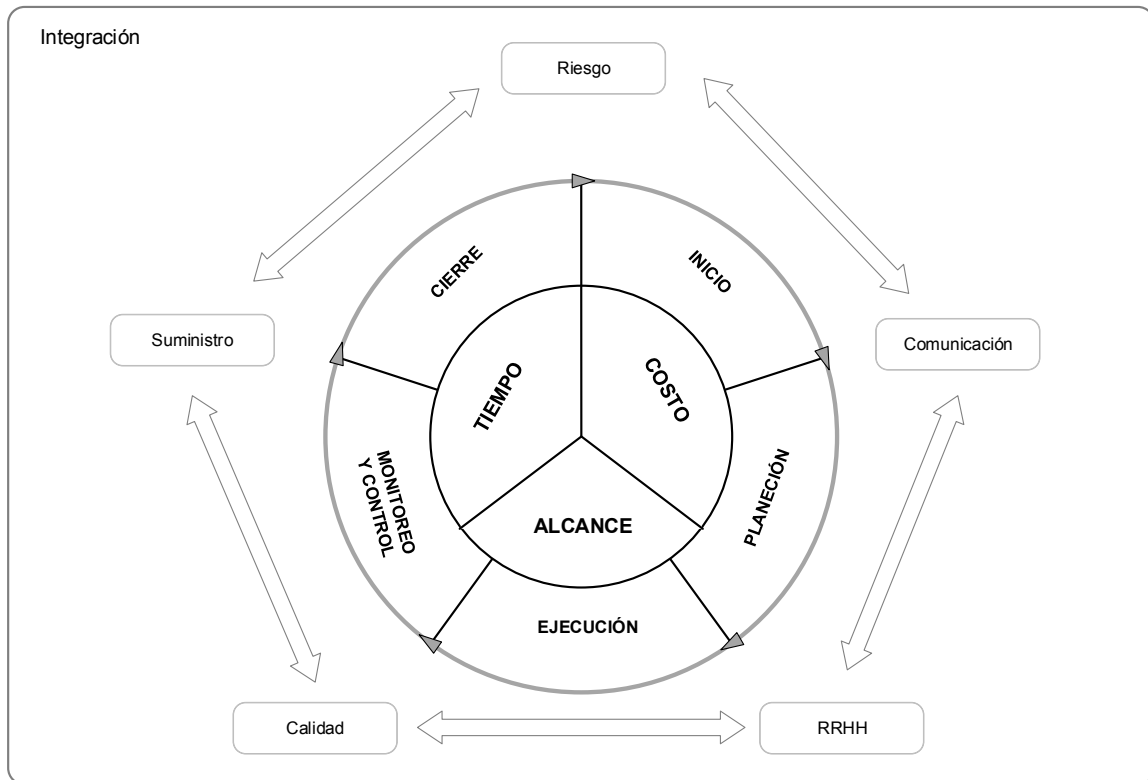 Integración
Riesgo
CIERRE
INICIO
Suministro
Comunicación
TIEMPO
COSTO
MONITOREO
Y CONTROL
PLANECIÓN
ALCANCE
EJECUCIÓN
Calidad
RRHH